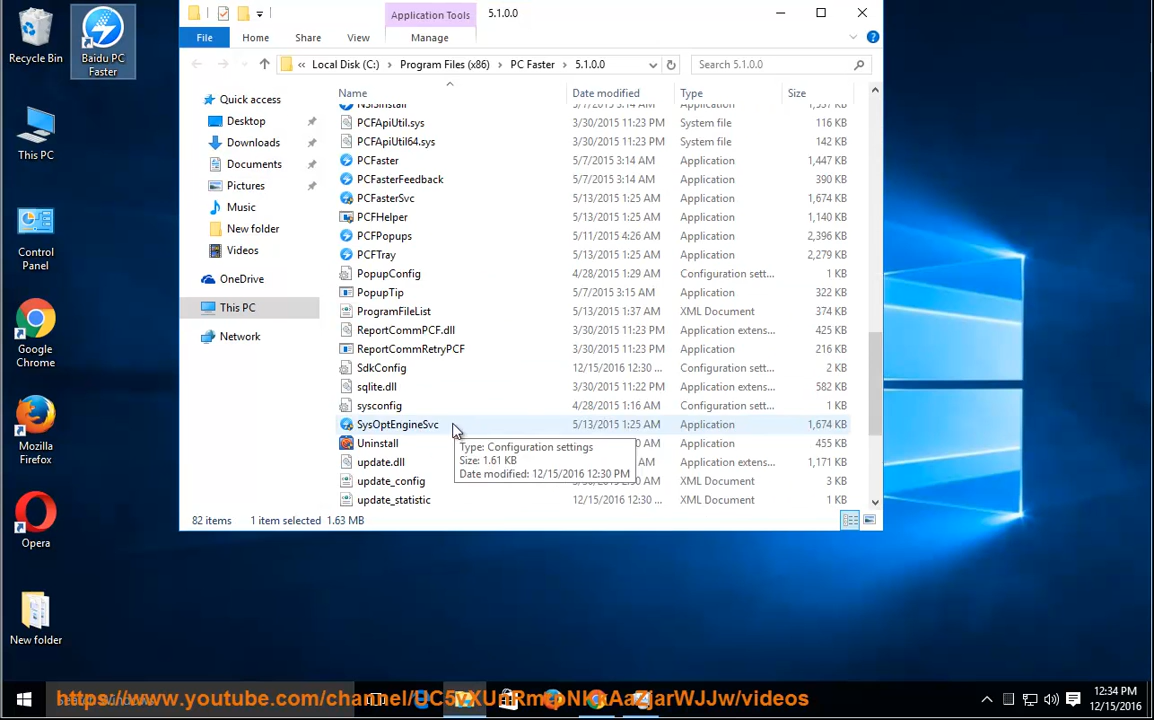 Recycle Bin
Baidu PC
Faster
This PC
Control
Panel
Google
Chrome
Mozilla
Firefox
Opera
New folder
Application Tools
5.1.0.0
File
Home
Share
View
Manage
« Local Disk (C:) › Program Files (x86) › PC Faster › 5.1.0.0
Search 5.1.0.0
Quick access
Desktop
Downloads
Documents
Pictures
Music
New folder
Videos
OneDrive
This PC
Network
Name Date modified Type Size
NSISInstall 5/7/2015 3:14 AM Application 1,337 KB
PCFApiUtil.sys 3/30/2015 11:23 PM System file 116 KB
PCFApiUtil64.sys 3/30/2015 11:23 PM System file 142 KB
PCFaster 5/7/2015 3:14 AM Application 1,447 KB
PCFasterFeedback 5/7/2015 3:14 AM Application 390 KB
PCFasterSvc 5/13/2015 1:25 AM Application 1,674 KB
PCFHelper 5/13/2015 1:25 AM Application 1,140 KB
PCFPopups 5/11/2015 4:26 AM Application 2,396 KB
PCFTray 5/13/2015 1:25 AM Application 2,279 KB
PopupConfig 4/28/2015 1:29 AM Configuration sett... 1 KB
PopupTip 5/7/2015 3:15 AM Application 322 KB
ProgramFileList 5/13/2015 1:37 AM XML Document 374 KB
ReportCommPCF.dll 3/30/2015 11:23 PM Application extens... 425 KB
ReportCommRetryPCF 3/30/2015 11:23 PM Application 216 KB
SdkConfig 12/15/2016 12:30 ... Configuration sett... 2 KB
sqlite.dll 3/30/2015 11:22 PM Application extens... 582 KB
sysconfig 4/28/2015 1:16 AM Configuration sett... 1 KB
SysOptEngineSvc 5/13/2015 1:25 AM Application 1,674 KB
Uninstall Application 455 KB
update.dll AM Application extens... 1,171 KB
update_config AM XML Document 3 KB
update_statistic 12/15/2016 12:30 ... XML Document 1 KB
Type: Configuration settings
Size: 1.61 KB
Date modified: 12/15/2016 12:30 PM
82 items 1 item selected 1.63 MB
12:34 PM
12/15/2016